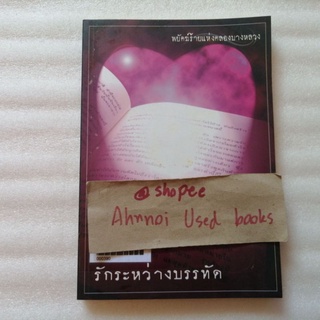 พยัคฆ์ร้ายแห่งคลองบางหลวง
@ shopee
Ahnnoi Used books
รักระหว่างบรรทัด